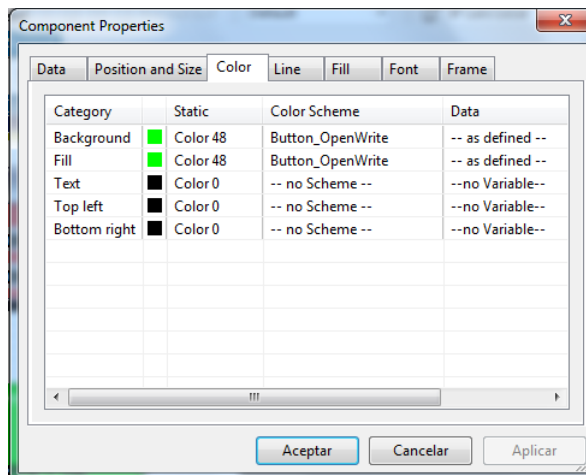 Component Properties
Data Position and Size Color Line Fill Font Frame
Category Static Color Scheme Data
Background Color 48 Button_OpenWrite -- as defined --
Fill Color 48 Button_OpenWrite -- as defined --
Text Color 0 -- no Scheme -- --no Variable--
Top left Color 0 -- no Scheme -- --no Variable--
Bottom right Color 0 -- no Scheme -- --no Variable--
Aceptar Cancelar Aplicar